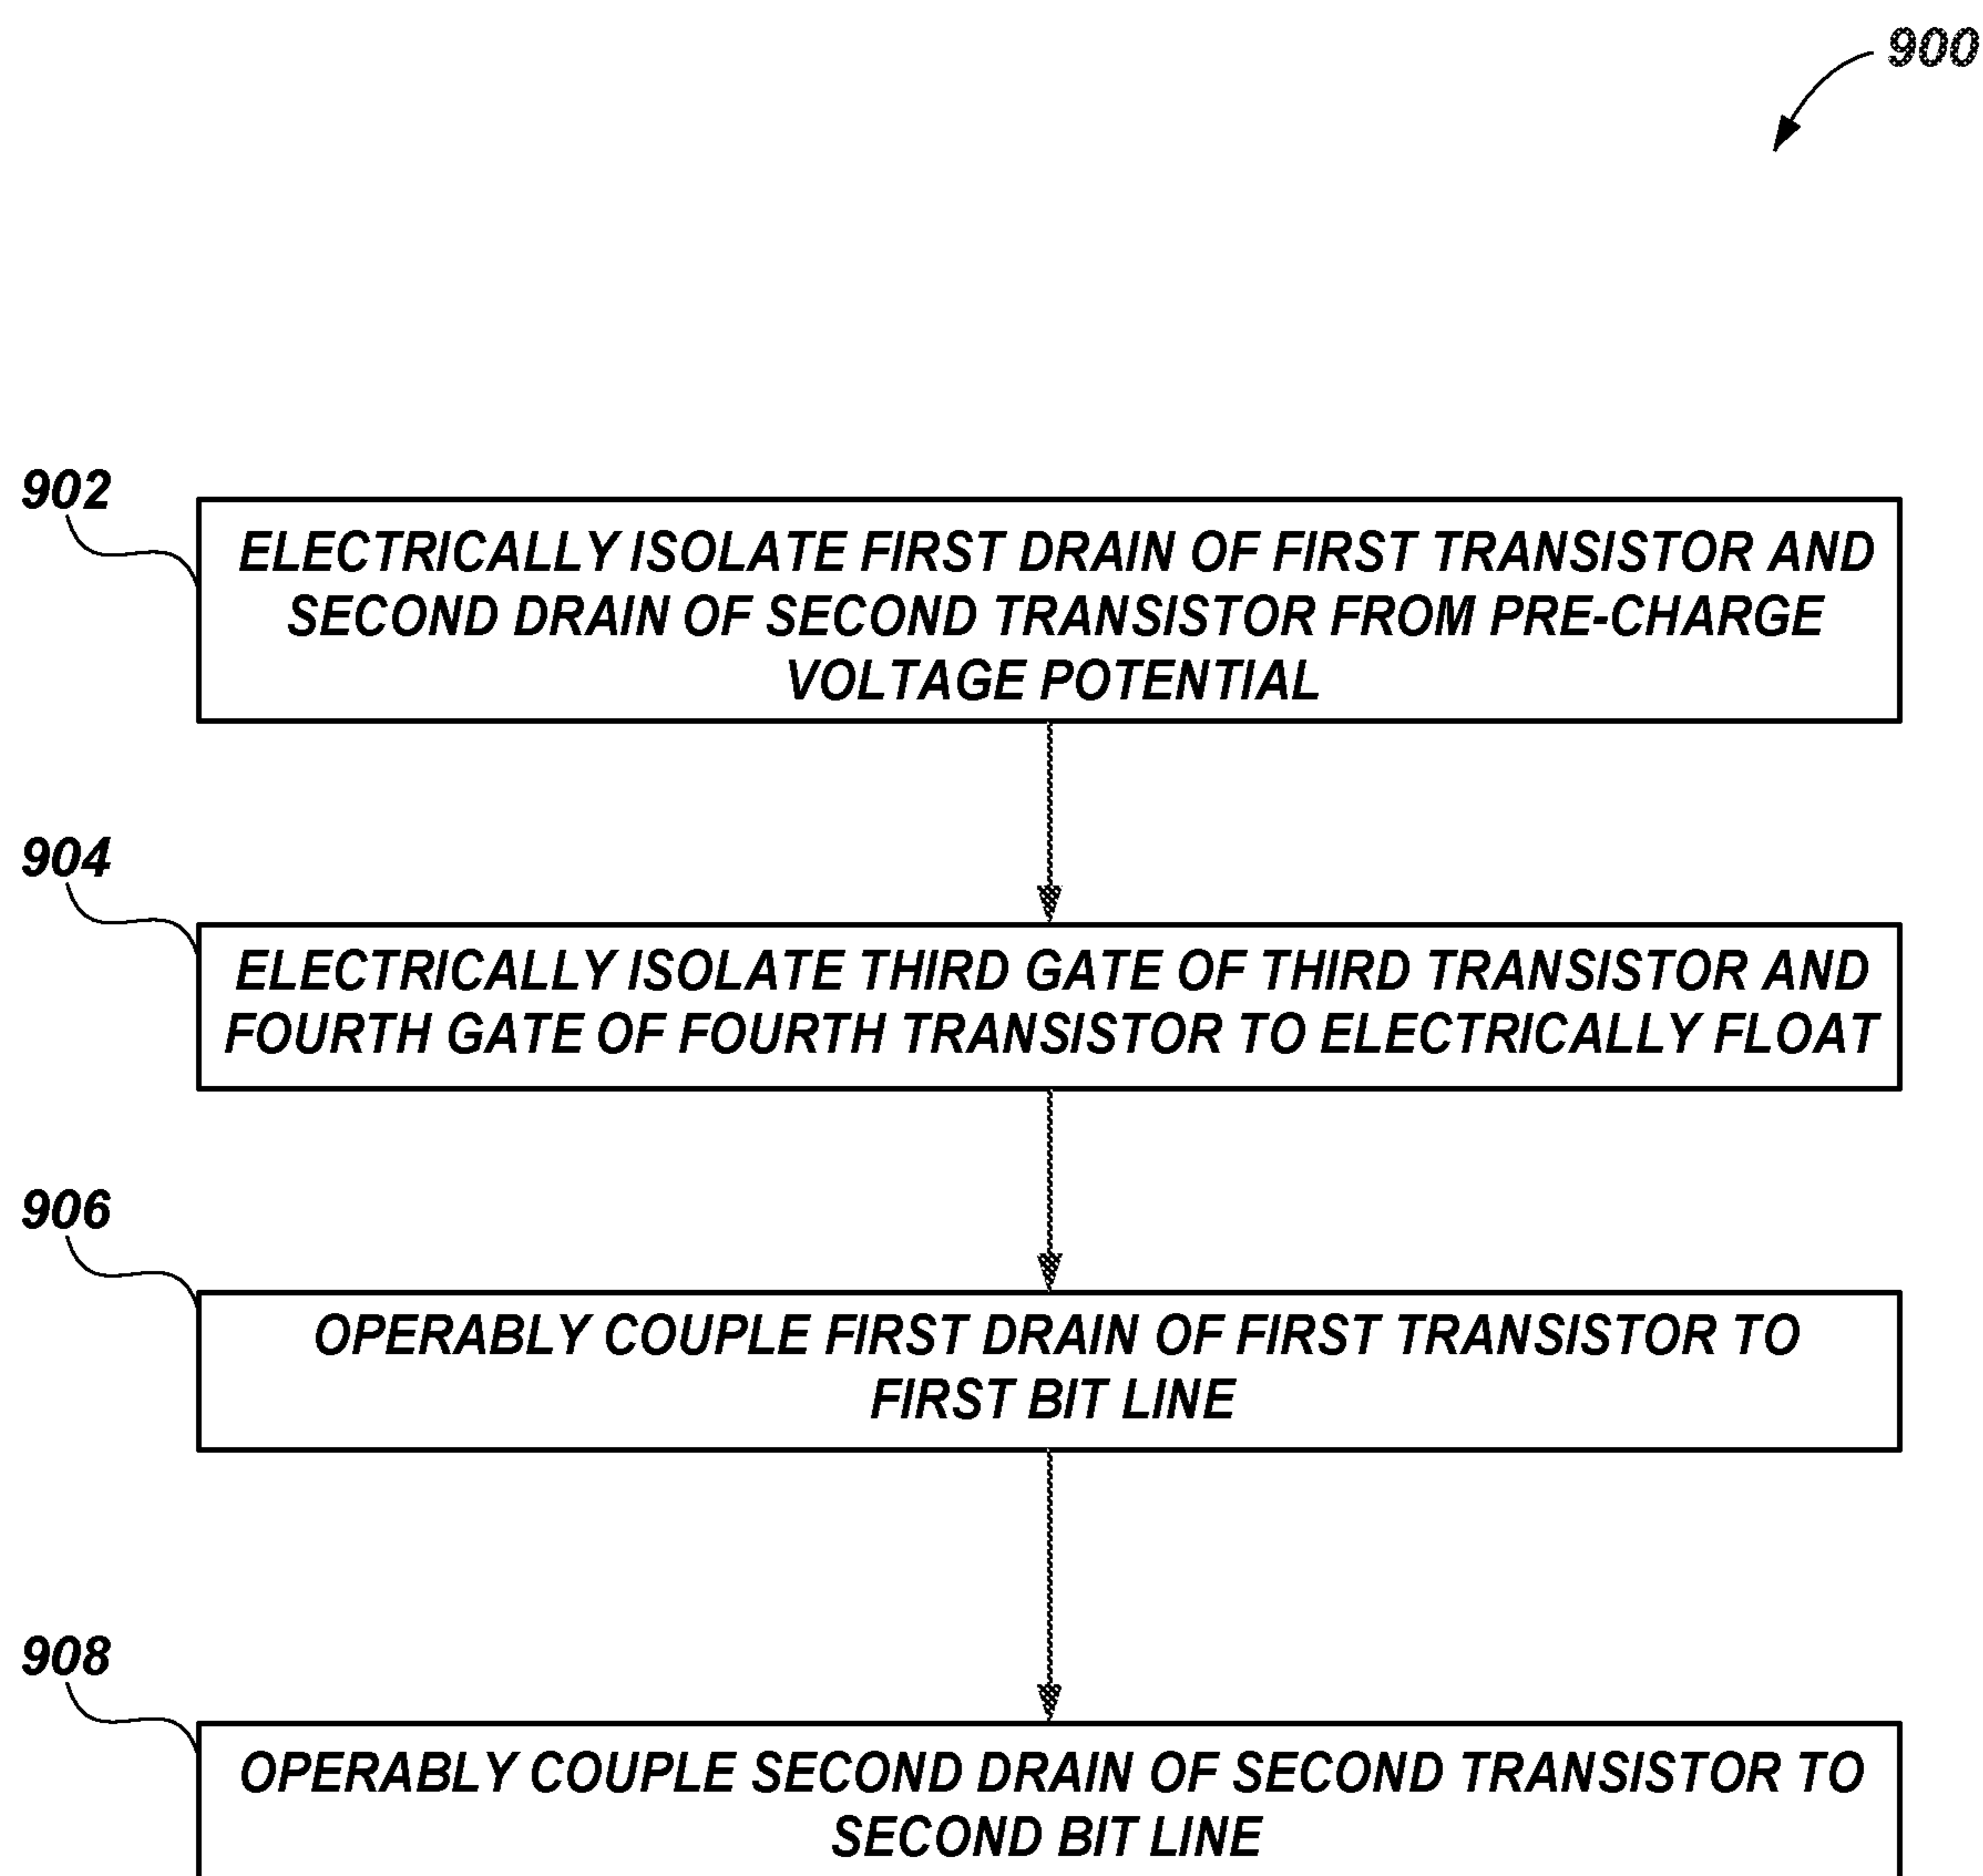 900
902
ELECTRICALLY ISOLATE FIRST DRAIN OF FIRST TRANSISTOR AND
SECOND DRAIN OF SECOND TRANSISTOR FROM PRE-CHARGE
VOLTAGE POTENTIAL
904
ELECTRICALLY ISOLATE THIRD GATE OF THIRD TRANSISTOR AND
FOURTH GATE OF FOURTH TRANSISTOR TO ELECTRICALLY FLOAT
906
OPERABLY COUPLE FIRST DRAIN OF FIRST TRANSISTOR TO
FIRST BIT LINE
908
OPERABLY COUPLE SECOND DRAIN OF SECOND TRANSISTOR TO
SECOND BIT LINE